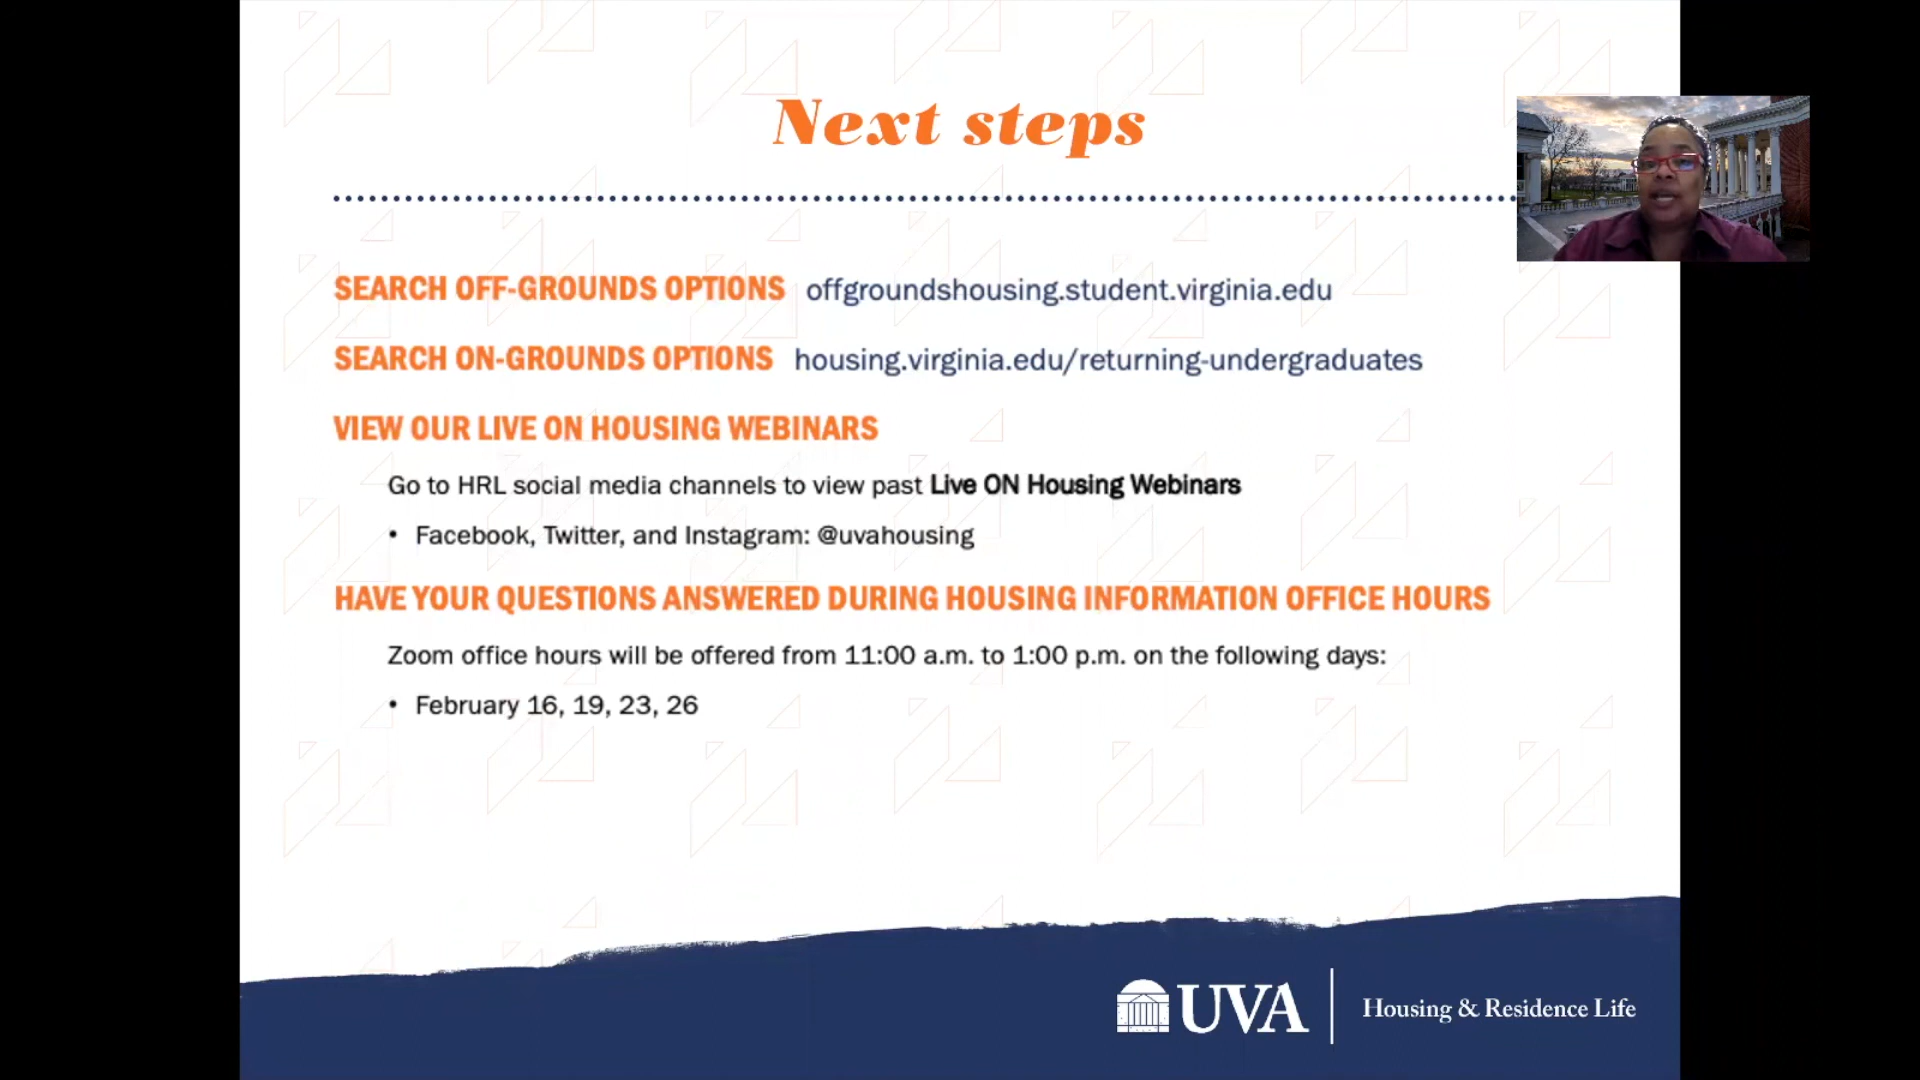 Next steps
SEARCH OFF-GROUNDS OPTIONS offgroundshousing.student.virginia.edu
SEARCH ON-GROUNDS OPTIONS housing.virginia.edu/returning-undergraduates
VIEW OUR LIVE ON HOUSING WEBINARS
Go to HRL social media channels to view past Live ON Housing Webinars
• Facebook, Twitter, and Instagram: @uvahousing
HAVE YOUR QUESTIONS ANSWERED DURING HOUSING INFORMATION OFFICE HOURS
Zoom office hours will be offered from 11:00 a.m. to 1:00 p.m. on the following days:
• February 16, 19, 23, 26
UVA Housing & Residence Life